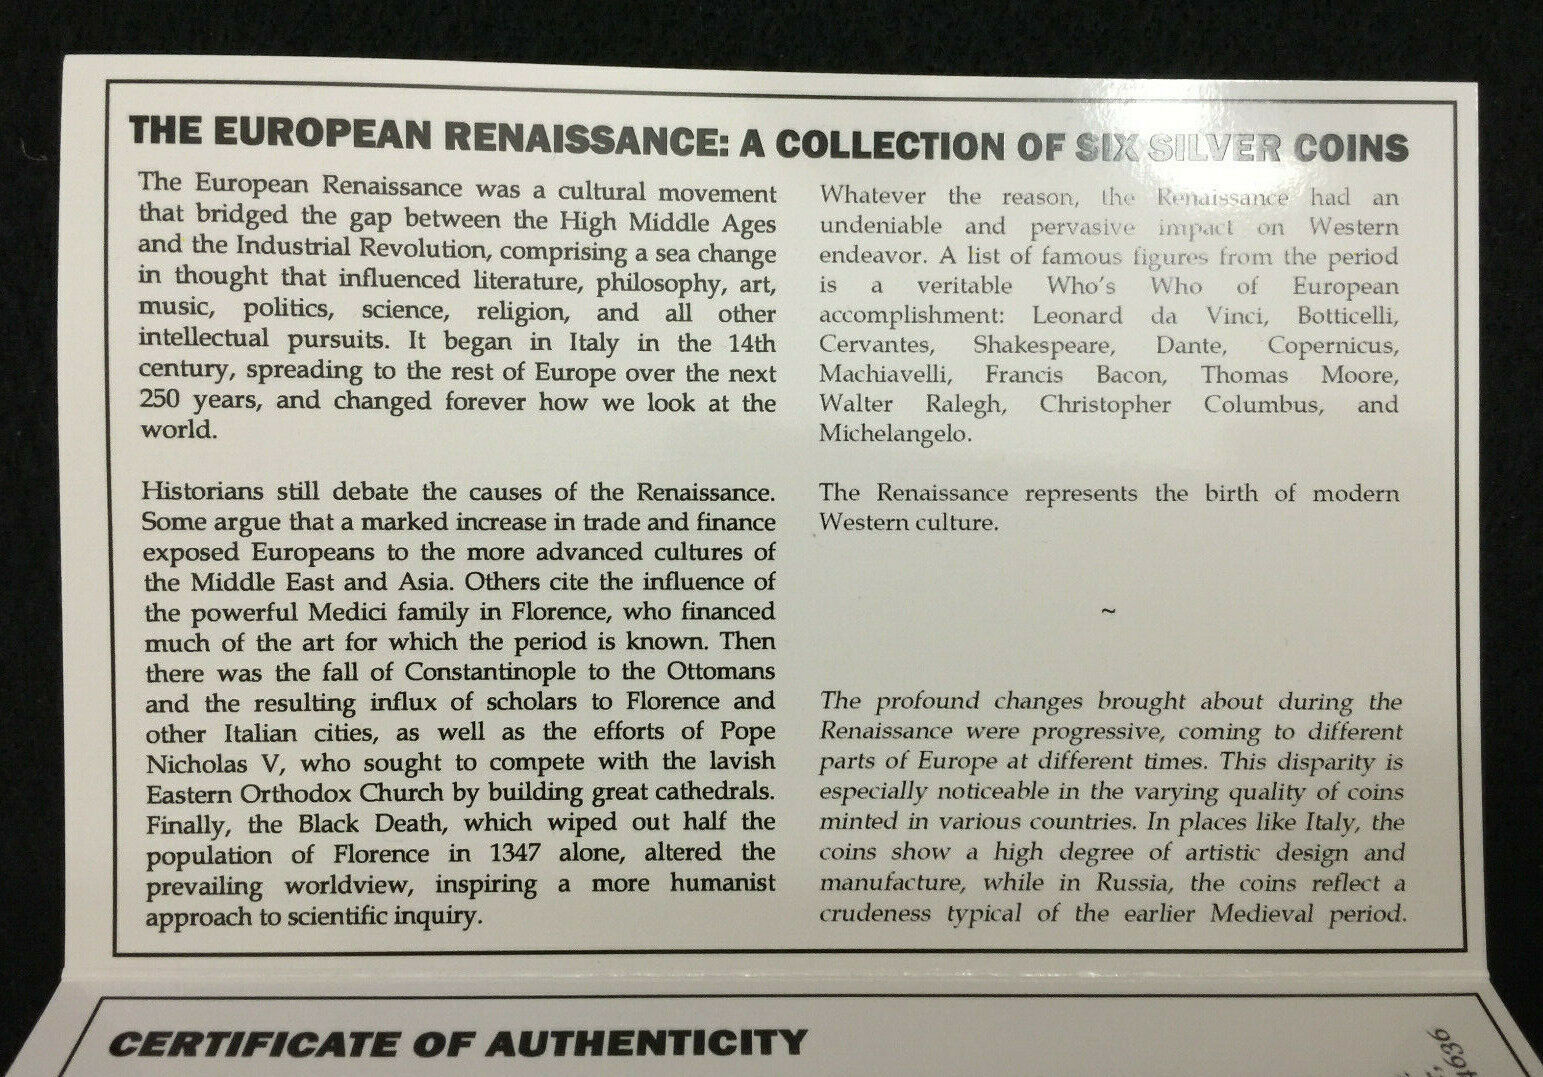 THE EUROPEAN RENAISSANCE: A COLLECTION OF SIX SILVER COINS
The European Renaissance was a cultural movement
that bridged the gap between the High Middle Ages
and the Industrial Revolution, comprising a sea change
in thought that influenced literature, philosophy, art,
music, politics, science, religion, and all other
intellectual pursuits. It began in Italy in the 14th
century, spreading to the rest of Europe over the next
250 years, and changed forever how we look at the
world.
Historians still debate the causes of the Renaissance.
Some argue that a marked increase in trade and finance
exposed Europeans to the more advanced cultures of
the Middle East and Asia. Others cite the influence of
the powerful Medici family in Florence, who financed
much of the art for which the period is known. Then
there was the fall of Constantinople to the Ottomans
and the resulting influx of scholars to Florence and
other Italian cities, as well as the efforts of Pope
Nicholas V, who sought to compete with the lavish
Eastern Orthodox Church by building great cathedrals.
Finally, the Black Death, which wiped out half the
population of Florence in 1347 alone, altered the
prevailing worldview, inspiring a more humanist
approach to scientific inquiry.
Whatever the reason, the Renaissance had an
undeniable and pervasive impact on Western
endeavor. A list of famous figures from the period
is a veritable Who's Who of European
accomplishment: Leonard da Vinci, Botticelli,
Cervantes, Shakespeare, Dante, Copernicus,
Machiavelli, Francis Bacon, Thomas Moore,
Walter Ralegh, Christopher Columbus, and
Michelangelo.
The Renaissance represents the birth of modern
Western culture.
~
The profound changes brought about during the
Renaissance were progressive, coming to different
parts of Europe at different times. This disparity is
especially noticeable in the varying quality of coins
minted in various countries. In places like Italy, the
coins show a high degree of artistic design and
manufacture, while in Russia, the coins reflect a
crudeness typical of the earlier Medieval period.
CERTIFICATE OF AUTHENTICITY